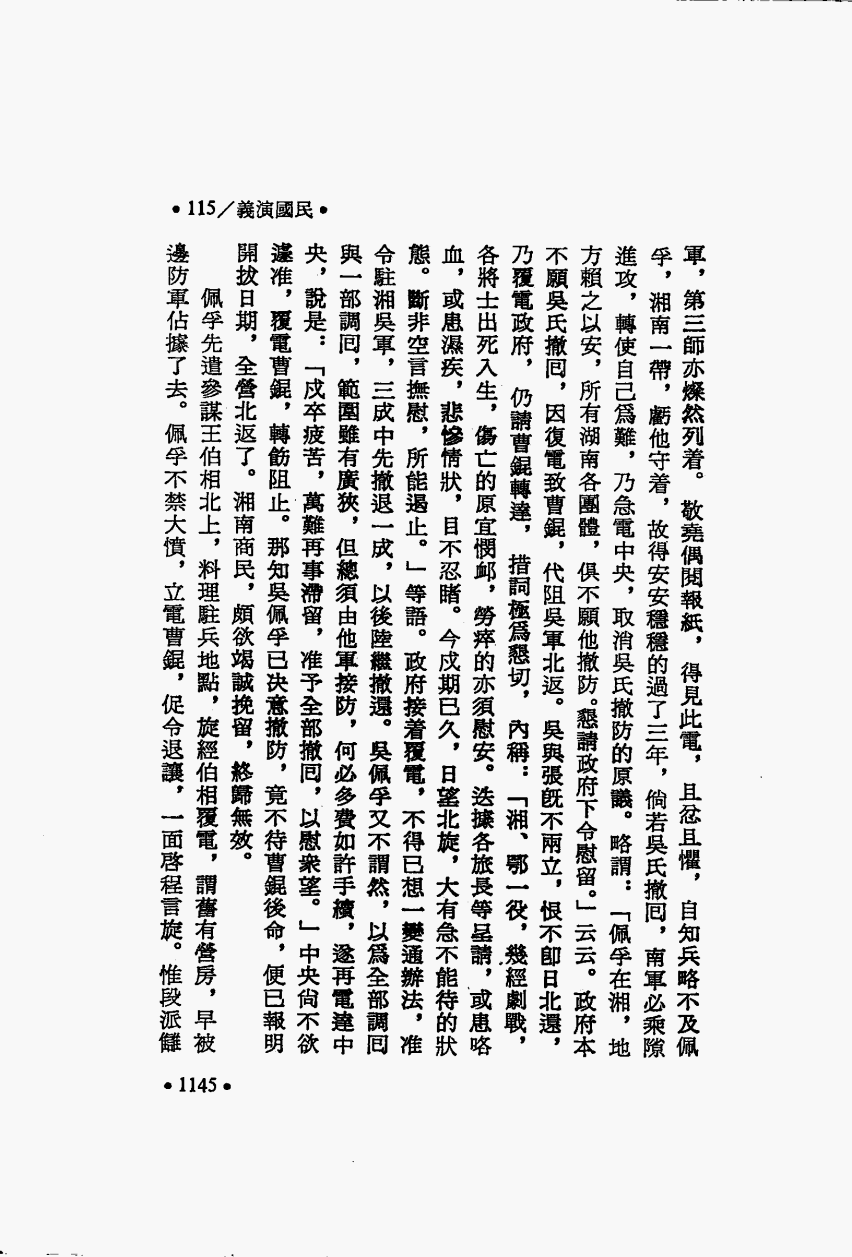 •115／義演國民•
軍，第三師亦燦然列着。敬堯偶閱報紙，得見此電，且忿且懼，自知兵略不及佩
孚，湘南一帶，虧他守着，故得安安穩穩的過了三年，倘若吳氏撤回，南軍必乘隙
進攻，轉使自己爲難，乃急電中央，取消吳氏撤防的原議。略謂：「佩孚在湘，地
方賴之以安，所有湖南各團體，俱不願他撤防。懇請政府下令慰留。」云云。政府本
不願吳氏撤回，因復電致曹錕，代阻吳軍北返。吳與張旣不兩立，恨不卽日北還，
乃覆電政府，仍請曹錕轉達，措詞極爲懇切，內稱：「湘、鄂一役，幾經劇戰，
各將士出死入生，傷亡的原宜憫卹，勞瘁的亦須慰安。迭據各旅長等呈請，或患咯
血，或患濕疾，悲慘情狀，目不忍睹。今戍期已久，日望北旋，大有急不能待的狀
態。斷非空言撫慰，所能遏止。」等語。政府接着覆電，不得已想一變通辦法，准
令駐湘吳軍，三成中先撤退一成，以後陸繼撤還。吳佩孚又不謂然，以爲全部調回
與一部調回，範圍雖有廣狹，但總須由他軍接防，何必多費如許手續，遂再電達中
央，說是：「戍卒疲苦，萬難再事滯留，准予全部撤回，以慰衆望。」中央尙不欲
遽准，覆電曹錕，轉飭阻止。那知吳佩孚已決意撤防，竟不待曹錕後命，便已報明
開拔日期，全營北返了。湘南商民，頗欲竭誠挽留，終歸無效。
佩孚先遣參謀王伯相北上，料理駐兵地點，旋經伯相覆電，謂舊有營房，早被
邊防軍佔據了去。佩孚不禁大憤，立電曹錕，促令退讓，一面啓程言旋。惟段派讎
•1145•